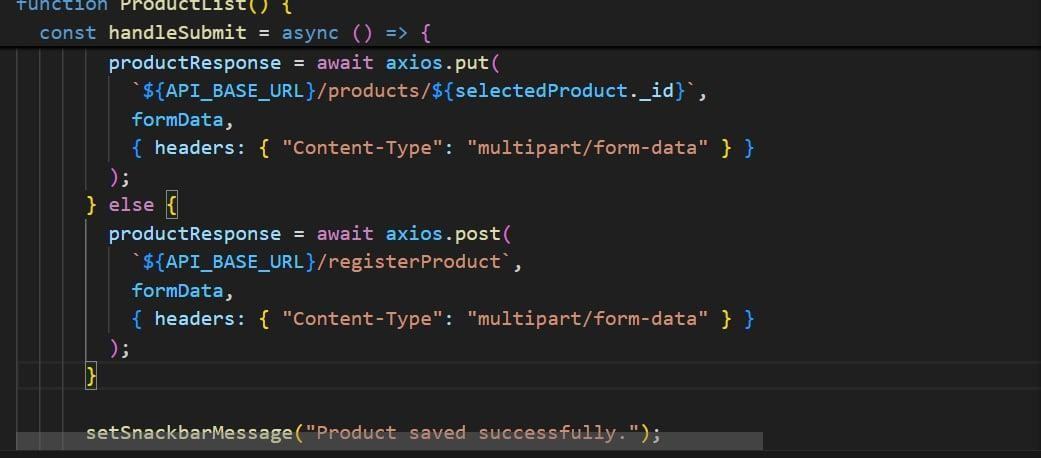 function ProductList() {
const handleSubmit = async () => {
productResponse = await axios.put(
`${API_BASE_URL}/products/${selectedProduct._id}`,
formData,
{ headers: { "Content-Type": "multipart/form-data" } }
);
} else {
productResponse = await axios.post(
`${API_BASE_URL}/registerProduct`,
formData,
{ headers: { "Content-Type": "multipart/form-data" } }
);
}
setSnackbarMessage("Product saved successfully.");